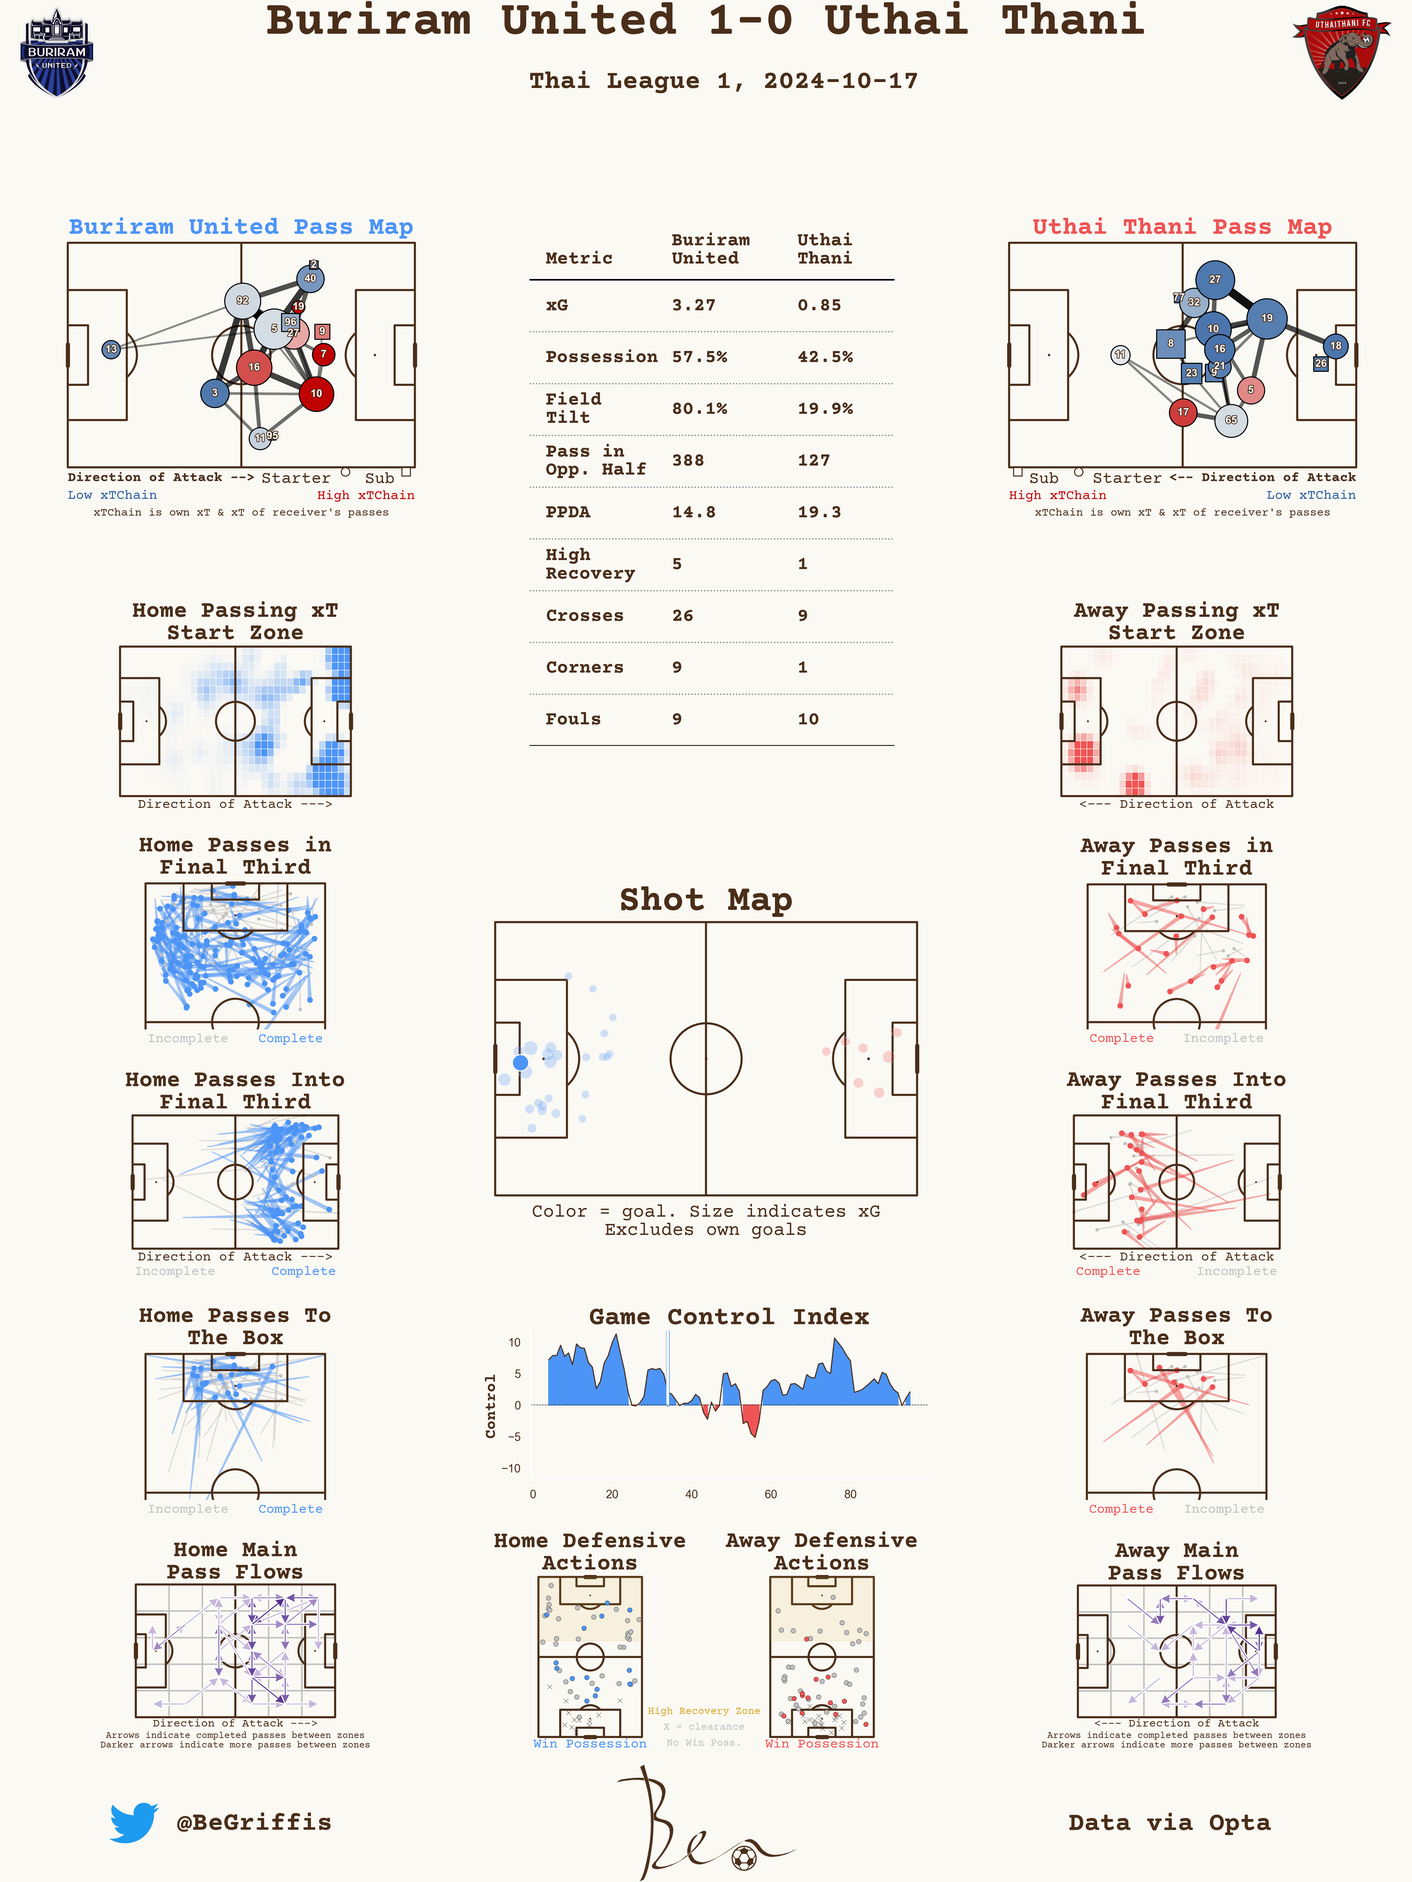 Buriram United 1-0 Uthai Thani
Thai League 1, 2024-10-17
BURIRAM
UNITED
UTHAITHANI FC
Buriram United Pass Map
13
92
2
40
19
5
96
27
9
7
16
3
10
11
95
Direction of Attack --> Starter Sub
Low xTChain High xTChain
xTChain is own xT & xT of receiver's passes
Metric Buriram United Uthai Thani
xG 3.27 0.85
Possession 57.5% 42.5%
Field Tilt 80.1% 19.9%
Pass in Opp. Half 388 127
PPDA 14.8 19.3
High Recovery 5 1
Crosses 26 9
Corners 9 1
Fouls 9 10
Uthai Thani Pass Map
27
77
32
19
10
8
16
18
11
21
26
23
9
5
17
65
Sub Starter <-- Direction of Attack
High xTChain Low xTChain
xTChain is own xT & xT of receiver's passes
Home Passing xT
Start Zone
Direction of Attack --->
Away Passing xT
Start Zone
<--- Direction of Attack
Home Passes in
Final Third
Incomplete Complete
Away Passes in
Final Third
Complete Incomplete
Shot Map
Color = goal. Size indicates xG
Excludes own goals
Home Passes Into
Final Third
Direction of Attack --->
Incomplete Complete
Away Passes Into
Final Third
<--- Direction of Attack
Complete Incomplete
Home Passes To
The Box
Incomplete Complete
Game Control Index
Control
10
5
0
−5
−10
0 20 40 60 80
Away Passes To
The Box
Complete Incomplete
Home Main
Pass Flows
Direction of Attack --->
Arrows indicate completed passes between zones
Darker arrows indicate more passes between zones
Home Defensive
Actions
Win Possession
Away Defensive
Actions
Win Possession
High Recovery Zone
X = clearance
No Win Poss.
Away Main
Pass Flows
<--- Direction of Attack
Arrows indicate completed passes between zones
Darker arrows indicate more passes between zones
@BeGriffis
Ben
Data via Opta